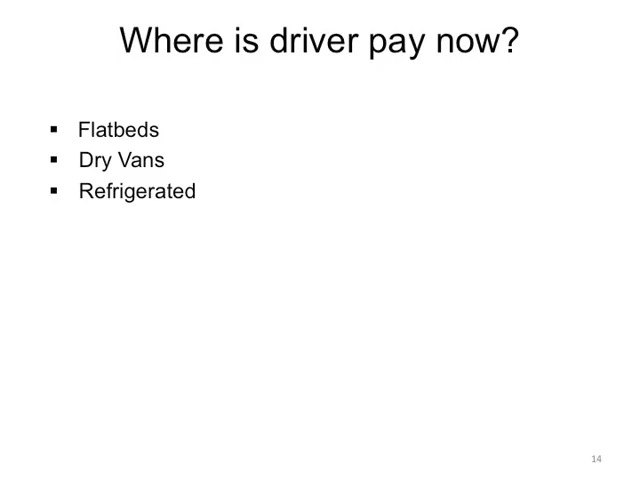 Where is driver pay now?
▪ Flatbeds
▪ Dry Vans
▪ Refrigerated
14